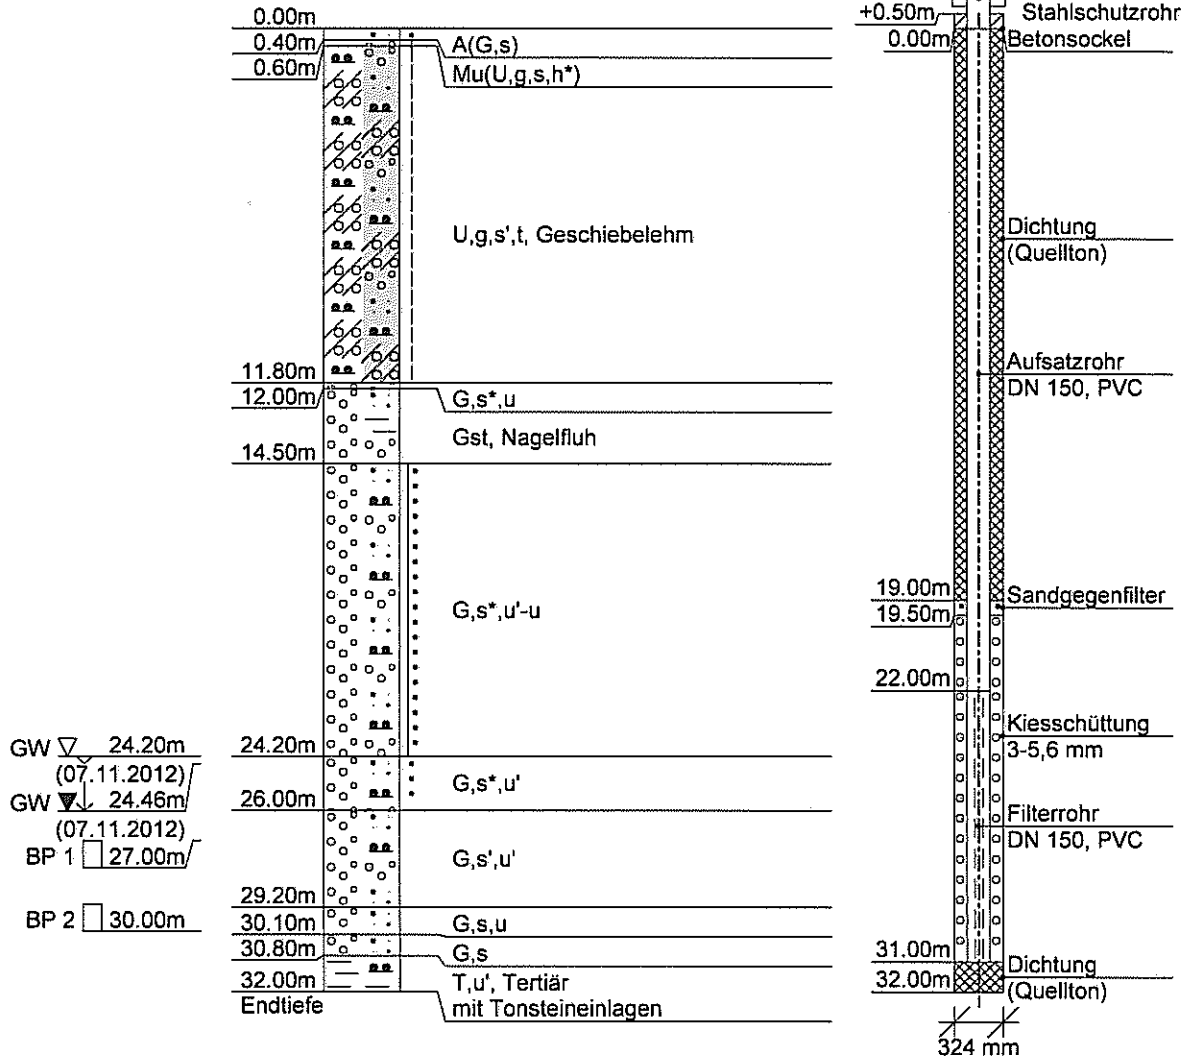 0.00m
0.40m
0.60m
A(G,s)
Mu(U,g,s,h*)
U,g,s',t, Geschiebelehm
11.80m
12.00m
G,s*,u
Gst, Nagelfluh
14.50m
G,s*,u'-u
24.20m
G,s*,u'
26.00m
G,s',u'
29.20m
30.10m
G,s,u
30.80m
G,s
32.00m
T,u', Tertiär
Endtiefe
mit Tonsteineinlagen
GW 24.20m
(07.11.2012)
GW 24.46m
(07.11.2012)
BP 1 27.00m
BP 2 30.00m
+0.50m
Stahlschutzrohr
0.00m
Betonsockel
Dichtung
(Quellton)
Aufsatzrohr
DN 150, PVC
19.00m
Sandgegenfilter
19.50m
22.00m
Kiesschüttung
3-5,6 mm
Filterrohr
DN 150, PVC
31.00m
Dichtung
32.00m
(Quellton)
324 mm